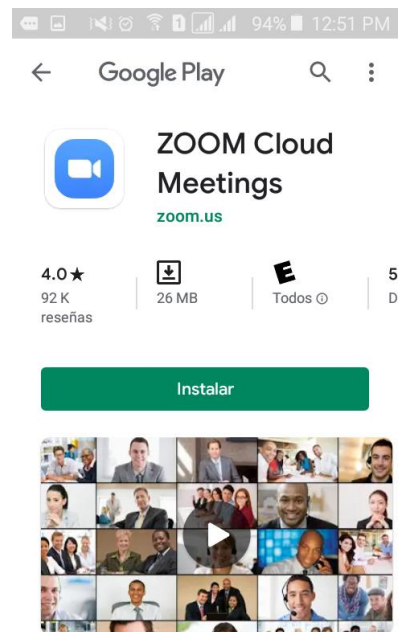 1 94% 12:51 PM
Google Play
ZOOM Cloud
Meetings
zoom.us
4.0★
92 K
reseñas
26 MB
E
Todos
5
D
Instalar